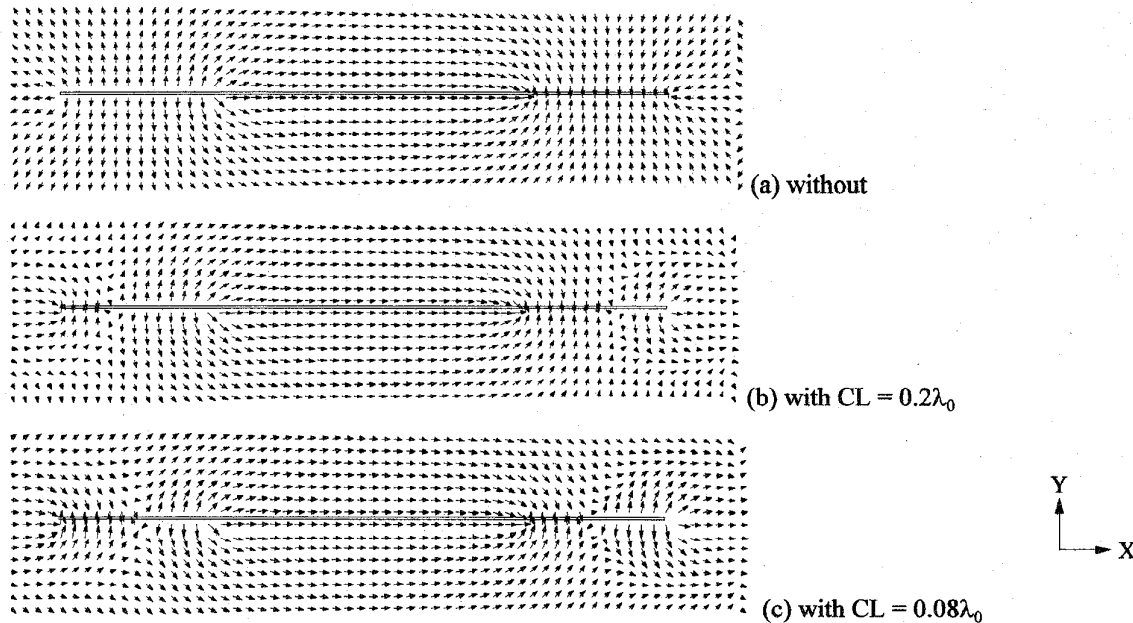 (a) without
(b) with CL = 0.2λ₀
Y
X
(c) with CL = 0.08λ₀